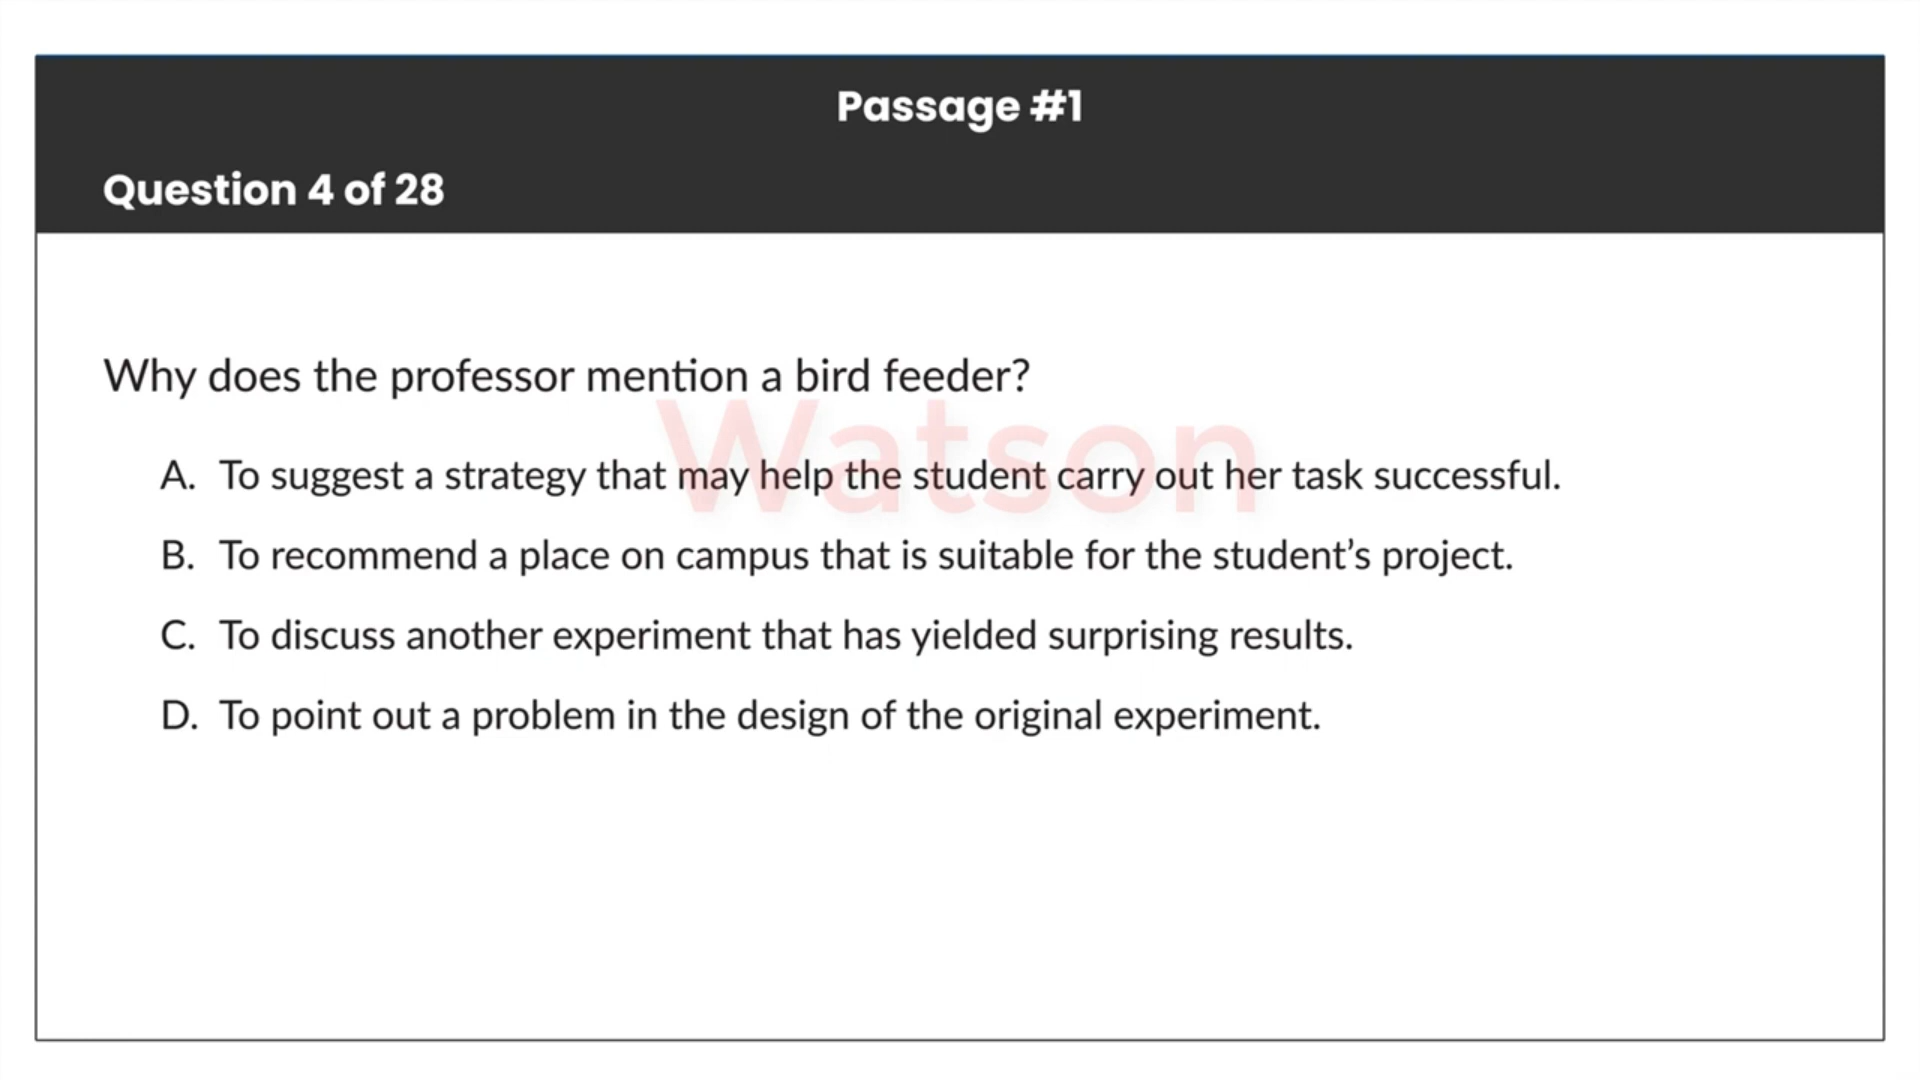 Passage #1
Question 4 of 28
Why does the professor mention a bird feeder?
Watson
A. To suggest a strategy that may help the student carry out her task successful.
B. To recommend a place on campus that is suitable for the student's project.
C. To discuss another experiment that has yielded surprising results.
D. To point out a problem in the design of the original experiment.